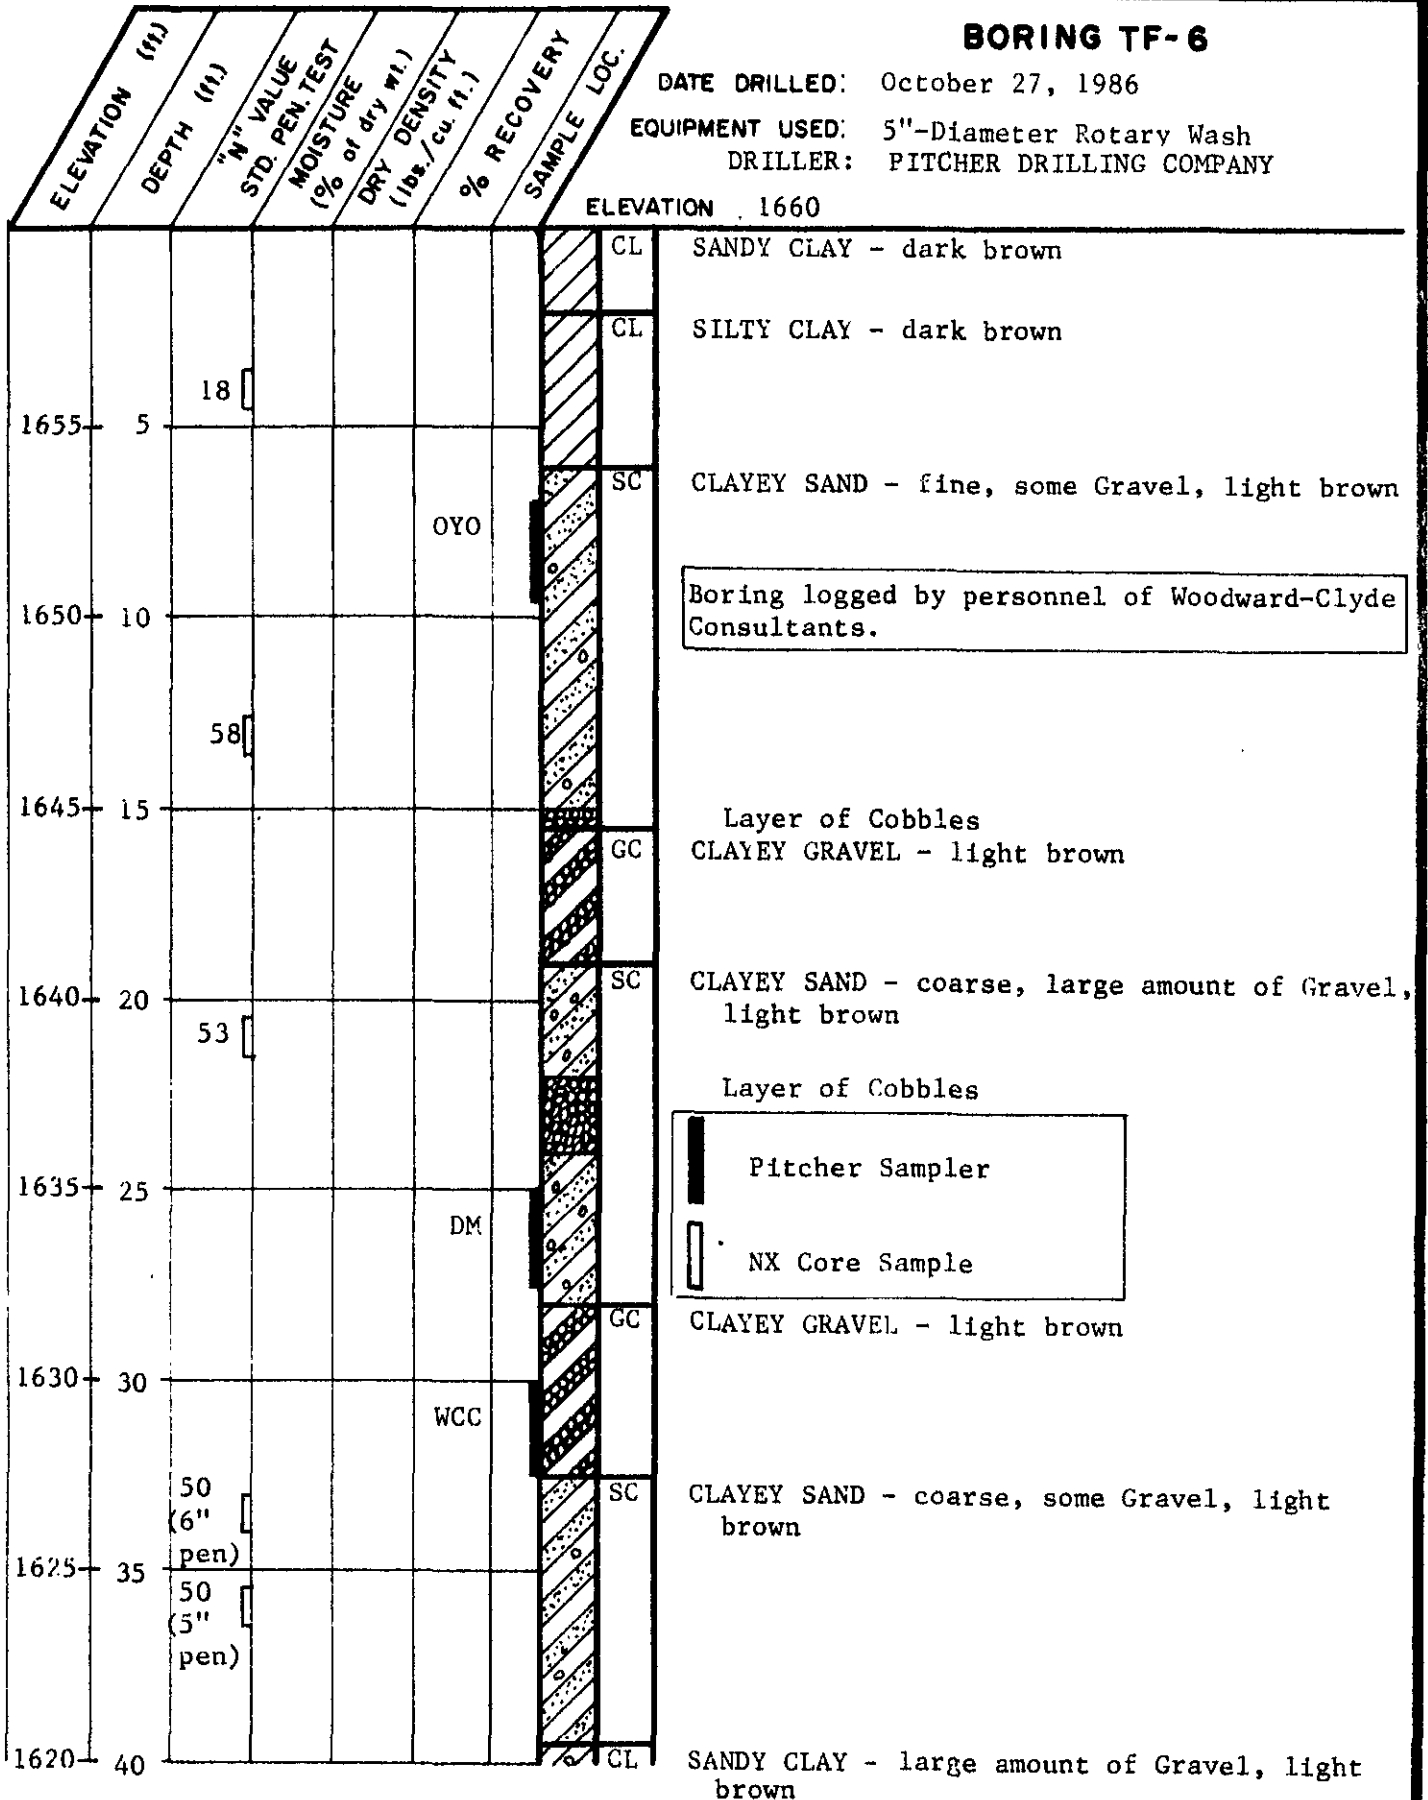 BORING TF-6
DATE DRILLED: October 27, 1986
EQUIPMENT USED: 5"-Diameter Rotary Wash
DRILLER: PITCHER DRILLING COMPANY
ELEVATION 1660
ELEVATION (ft.)
DEPTH (ft.)
"N" VALUE
STD. PEN. TEST
MOISTURE
(% of dry wt.)
DRY DENSITY
(lbs./cu. ft.)
% RECOVERY
SAMPLE LOC.
CL SANDY CLAY - dark brown
CL SILTY CLAY - dark brown
18
1655 5
SC CLAYEY SAND - fine, some Gravel, light brown
OYO
Boring logged by personnel of Woodward-Clyde
Consultants.
1650 10
58
1645 15
Layer of Cobbles
GC CLAYEY GRAVEL - light brown
SC CLAYEY SAND - coarse, large amount of Gravel,
light brown
1640 20
53
Layer of Cobbles
Pitcher Sampler
NX Core Sample
1635 25
DM
GC CLAYEY GRAVEL - light brown
1630 30
WCC
SC CLAYEY SAND - coarse, some Gravel, light
brown
50
(6"
pen)
1625 35
50
(5"
pen)
1620 40
CL SANDY CLAY - large amount of Gravel, light
brown